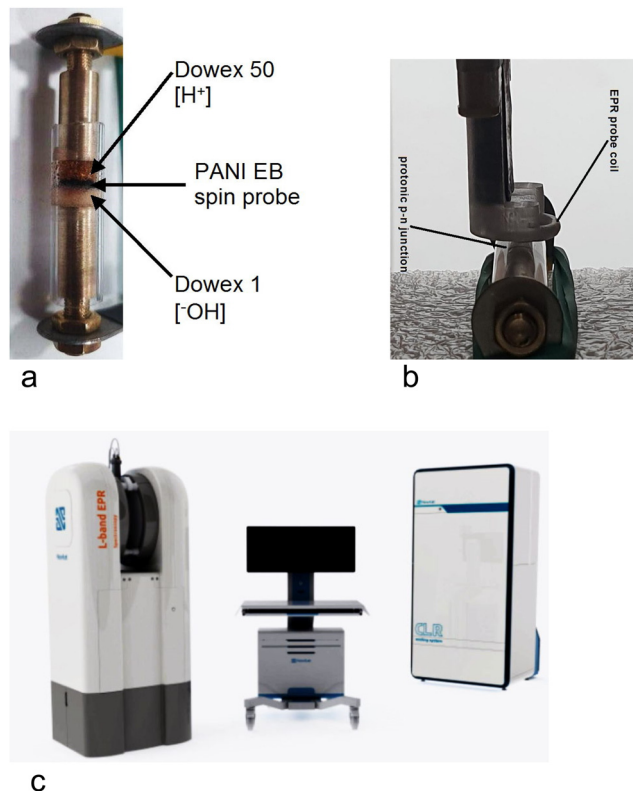 Dowex 50
[H⁺]
PANI EB
spin probe
Dowex 1
[⁻OH]
a
EPR probe coil
protonic p-n junction
b
L-band EPR
CLR
c